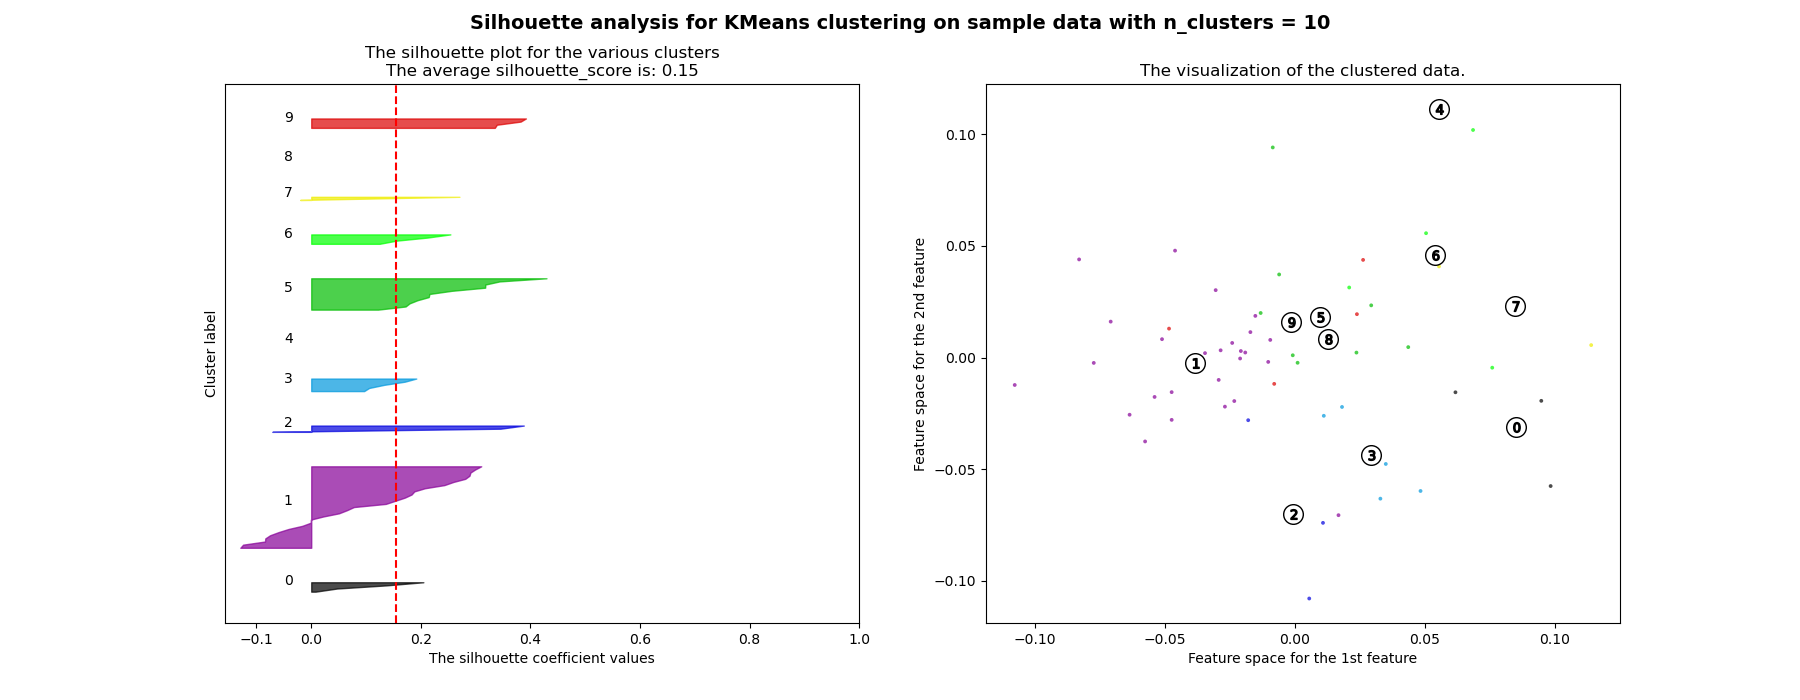 Silhouette analysis for KMeans clustering on sample data with n_clusters = 10
The silhouette plot for the various clusters
The average silhouette_score is: 0.15
9
8
7
6
5
4
3
2
1
0
Cluster label
−0.1 0.0 0.2 0.4 0.6 0.8 1.0
The silhouette coefficient values
The visualization of the clustered data.
0.10
0.05
0.00
−0.05
−0.10
Feature space for the 2nd feature
4
6
7
5
9
8
1
0
3
2
−0.10 −0.05 0.00 0.05 0.10
Feature space for the 1st feature